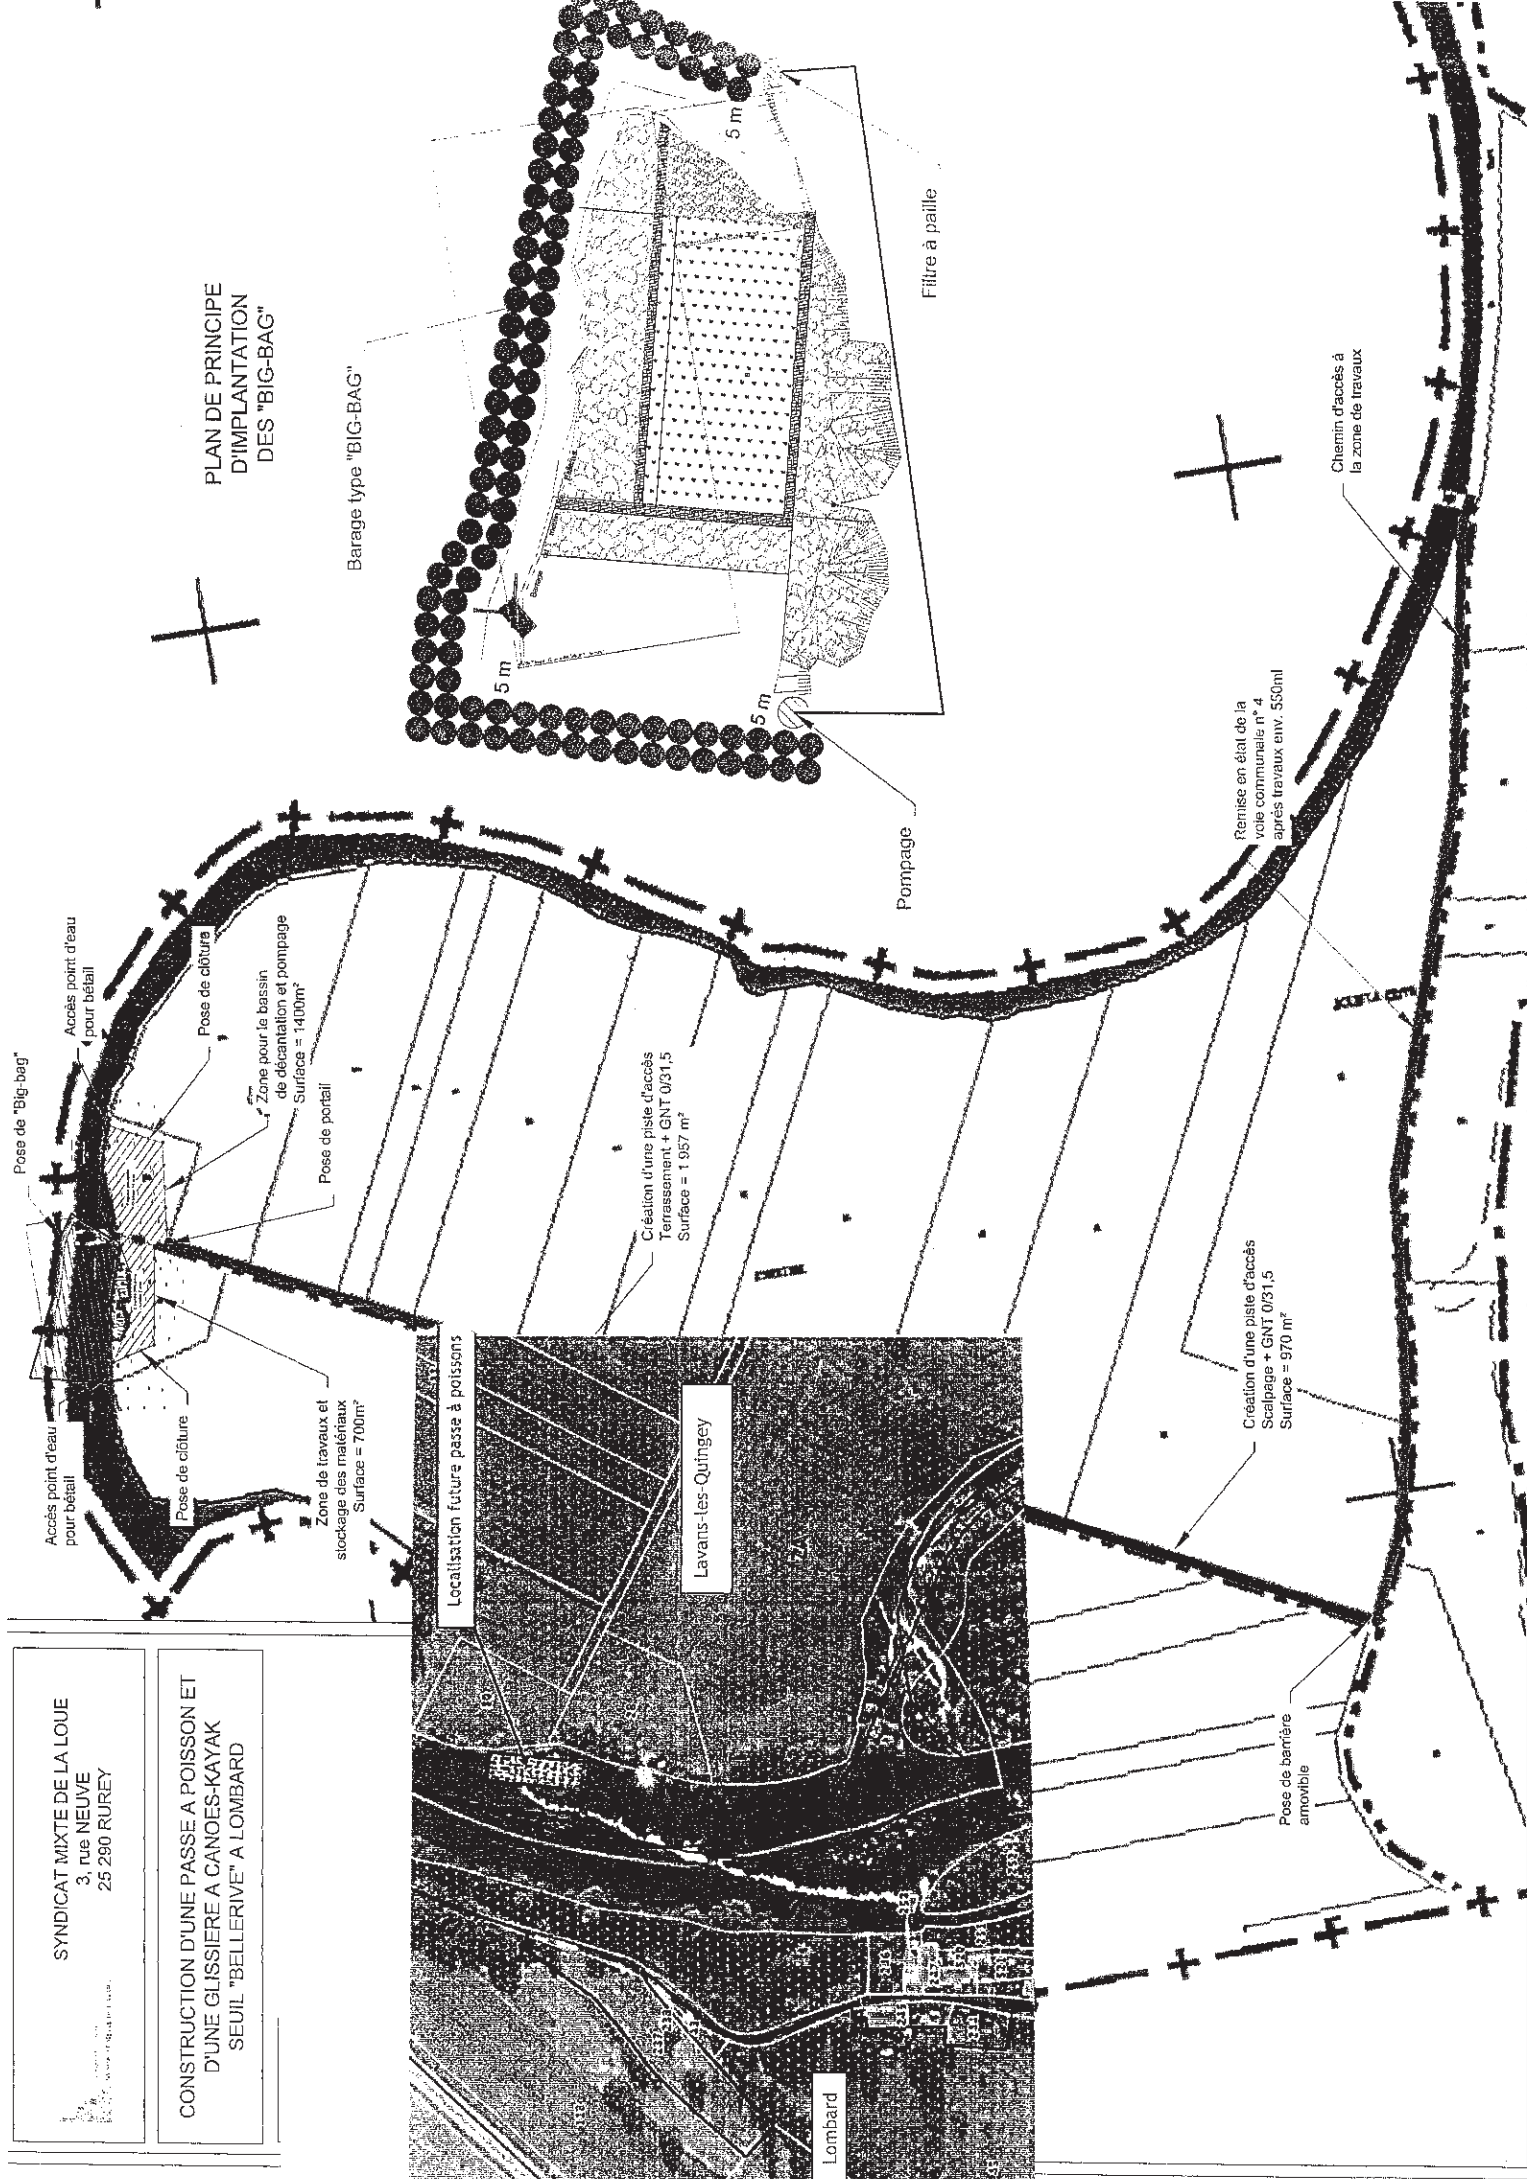 SYNDICAT MIXTE DE LA LOUE
3, rue NEUVE
25 290 RUREY
CONSTRUCTION D'UNE PASSE A POISSON ET
D'UNE GLISSIERE A CANOES-KAYAK
SEUIL "BELLERIVE" A LOMBARD
Accès point d'eau
pour bétail
Pose de clôture
Zone de travaux et
stockage des matériaux
Surface = 700m²
Pose de "Big-bag"
Accès point d'eau
pour bétail
Pose de clôture
Zone pour le bassin
de décantation et pompage
Surface = 1400m²
Pose de portail
PLAN DE PRINCIPE
D'IMPLANTATION
DES "BIG-BAG"
Barage type "BIG-BAG"
5 m
5 m
5 m
Filtre à paille
Pompage
Localisation future passe à poissons
Lavans-les-Quingey
Lombard
Création d'une piste d'accès
Terrassement + GNT 0/31,5
Surface = 1 957 m²
Création d'une piste d'accès
Scalpage + GNT 0/31,5
Surface = 970 m²
Pose de barrière
amovible
Remise en état de la
voie communale n° 4
après travaux env. 550ml
Chemin d'accès à
la zone de travaux